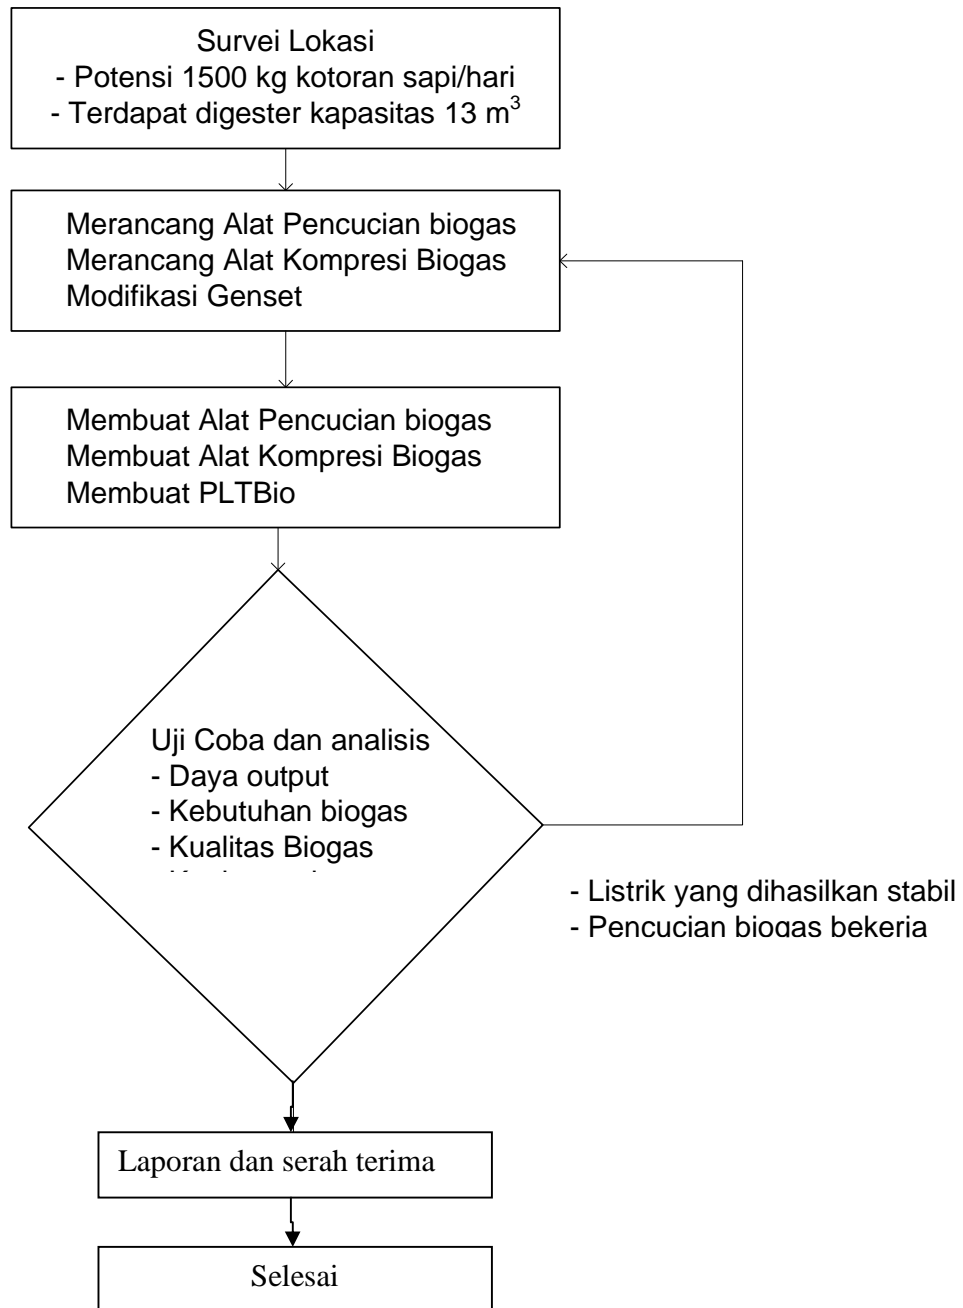 Survei Lokasi
- Potensi 1500 kg kotoran sapi/hari
- Terdapat digester kapasitas 13 m³
Merancang Alat Pencucian biogas
Merancang Alat Kompresi Biogas
Modifikasi Genset
Membuat Alat Pencucian biogas
Membuat Alat Kompresi Biogas
Membuat PLTBio
Uji Coba dan analisis
- Daya output
- Kebutuhan biogas
- Kualitas Biogas
- Listrik yang dihasilkan stabil
- Pencucian biogas bekerja
Laporan dan serah terima
Selesai